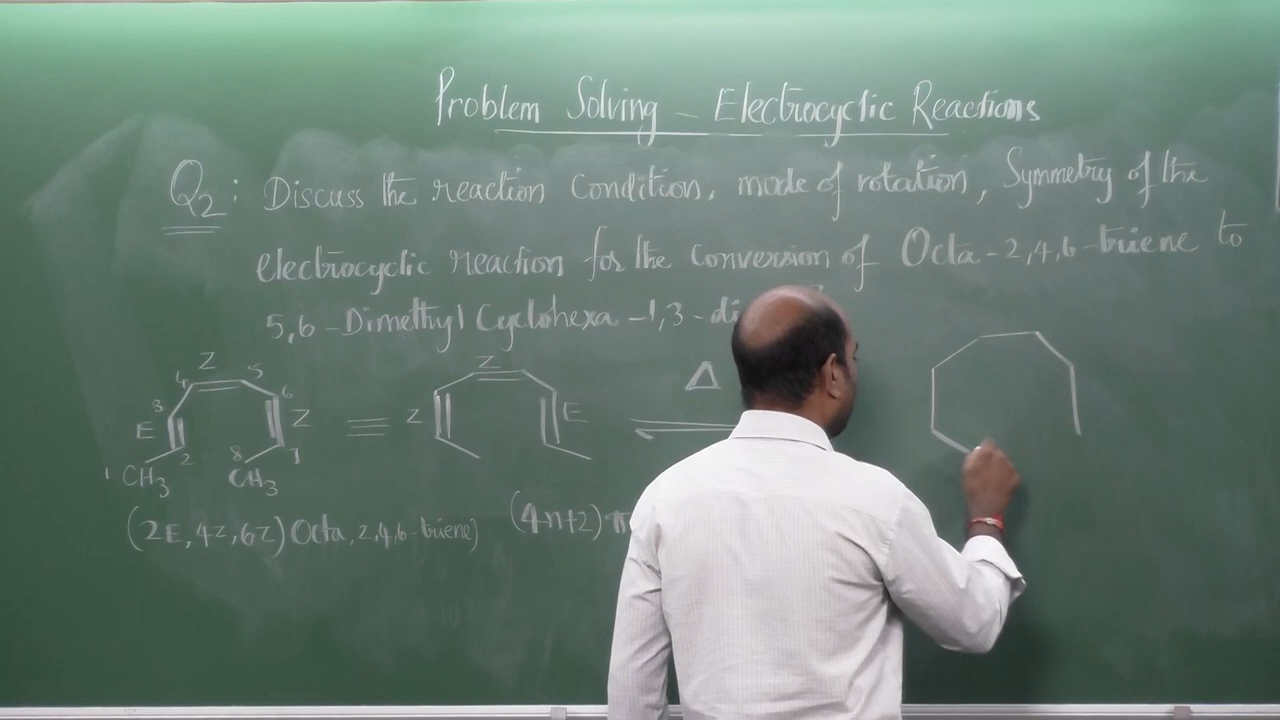 Problem Solving - Electrocyclic Reactions
Q2: Discuss the reaction Condition, mode of rotation, Symmetry of the
electrocyclic reaction for the conversion of Octa-2,4,6-triene to
5,6-Dimethyl Cyclohexa-1,3-
Z Z
4 5
3 6
E Z Z E Δ
2 7
1 CH3 8 CH3
(2E, 4Z, 6Z) Octa, 2,4,6-triene)
(4n+2) π